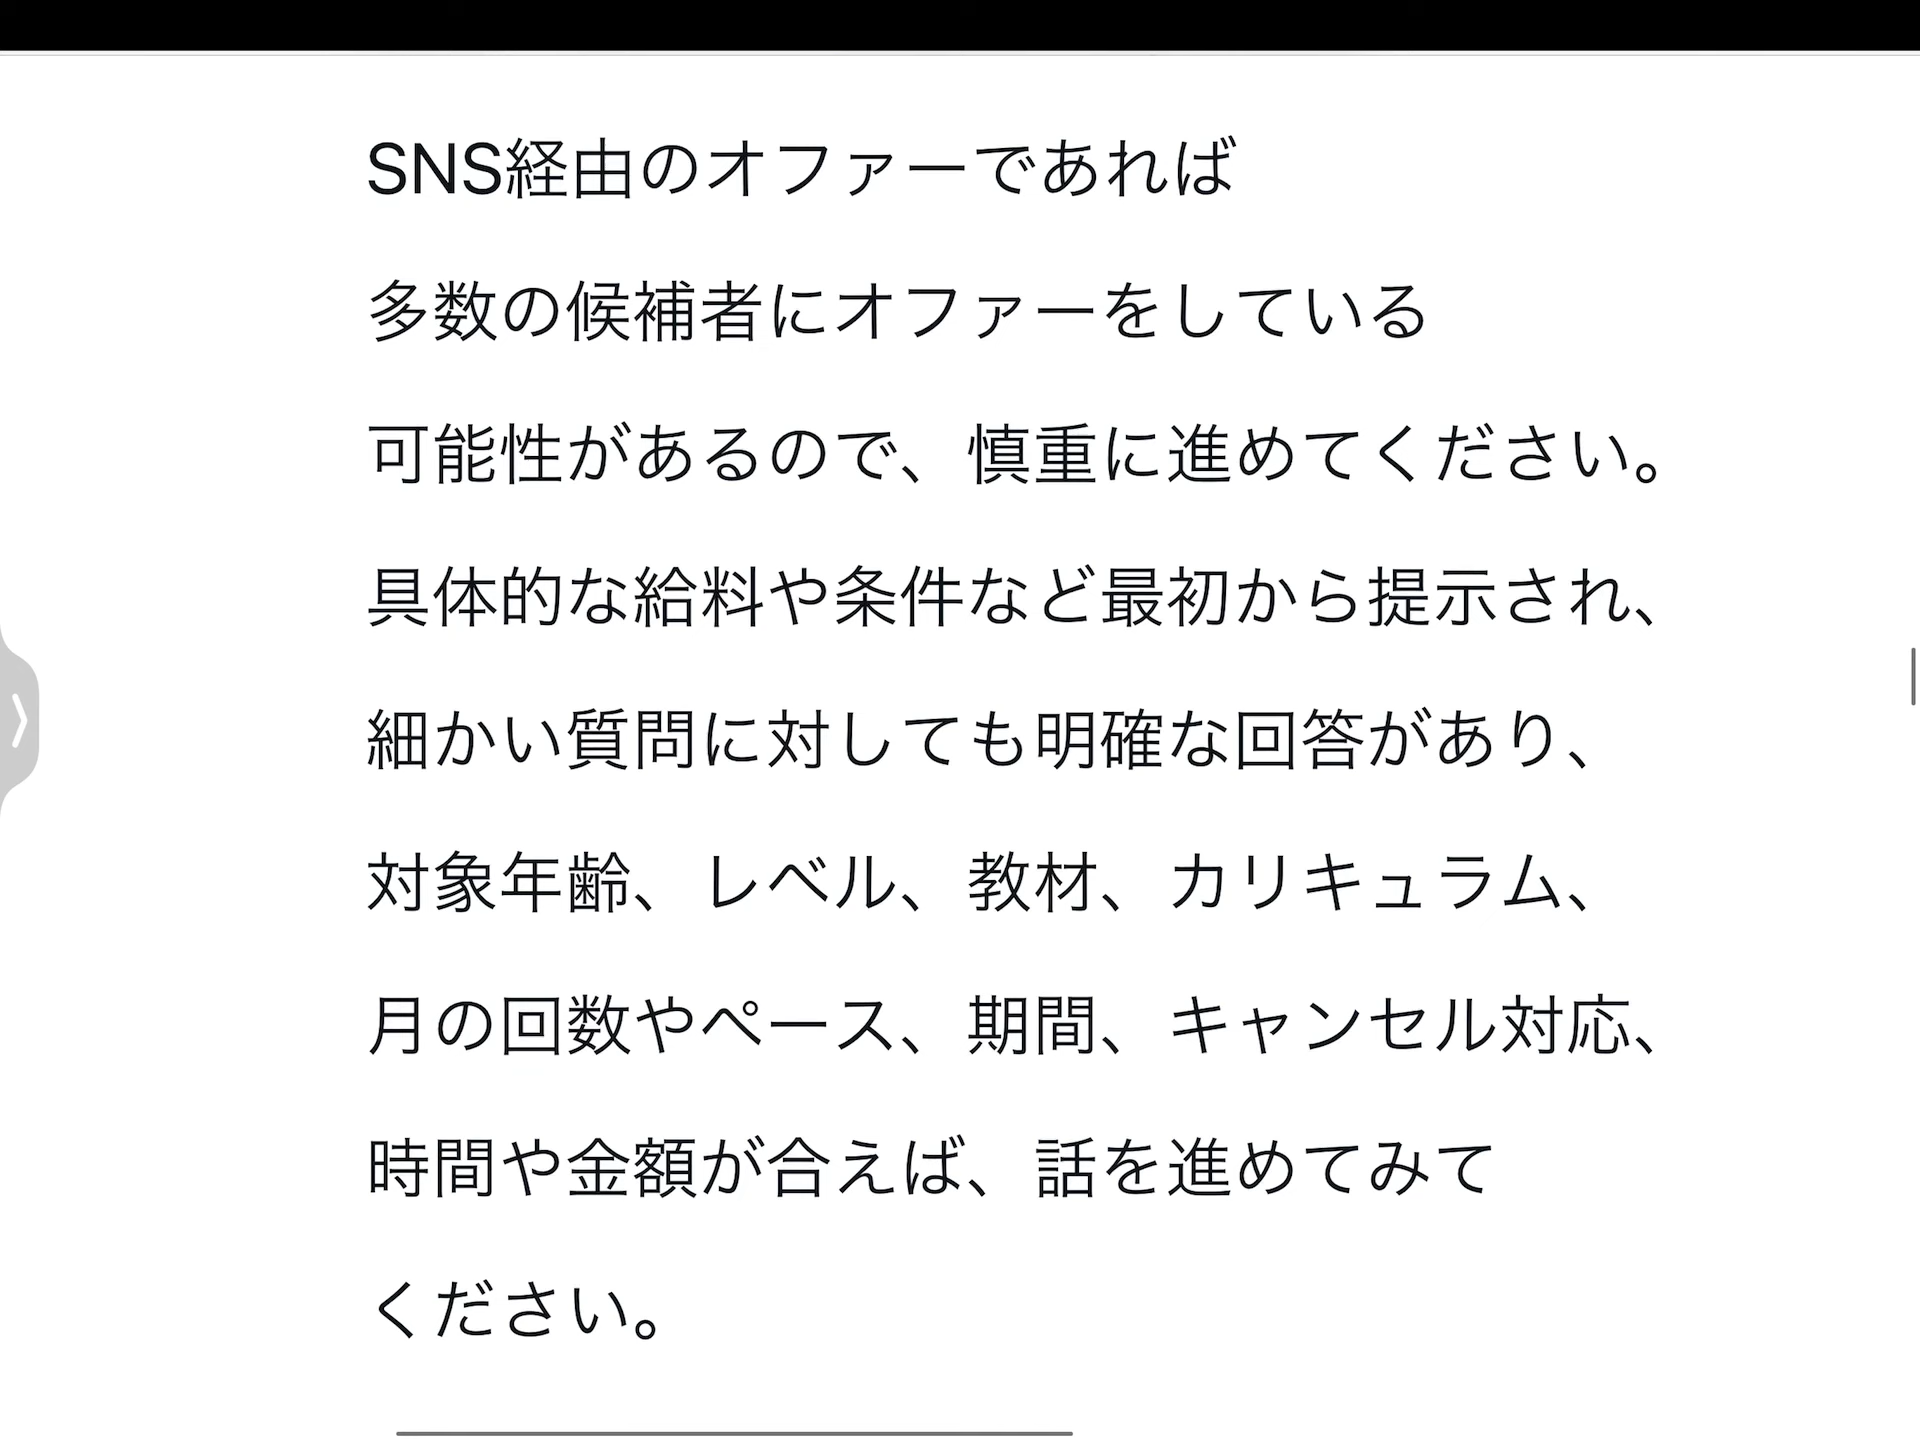 SNS経由のオファーであれば
多数の候補者にオファーをしている
可能性があるので、慎重に進めてください。
具体的な給料や条件など最初から提示され、
細かい質問に対しても明確な回答があり、
対象年齢、レベル、教材、カリキュラム、
月の回数やペース、期間、キャンセル対応、
時間や金額が合えば、話を進めてみて
ください。